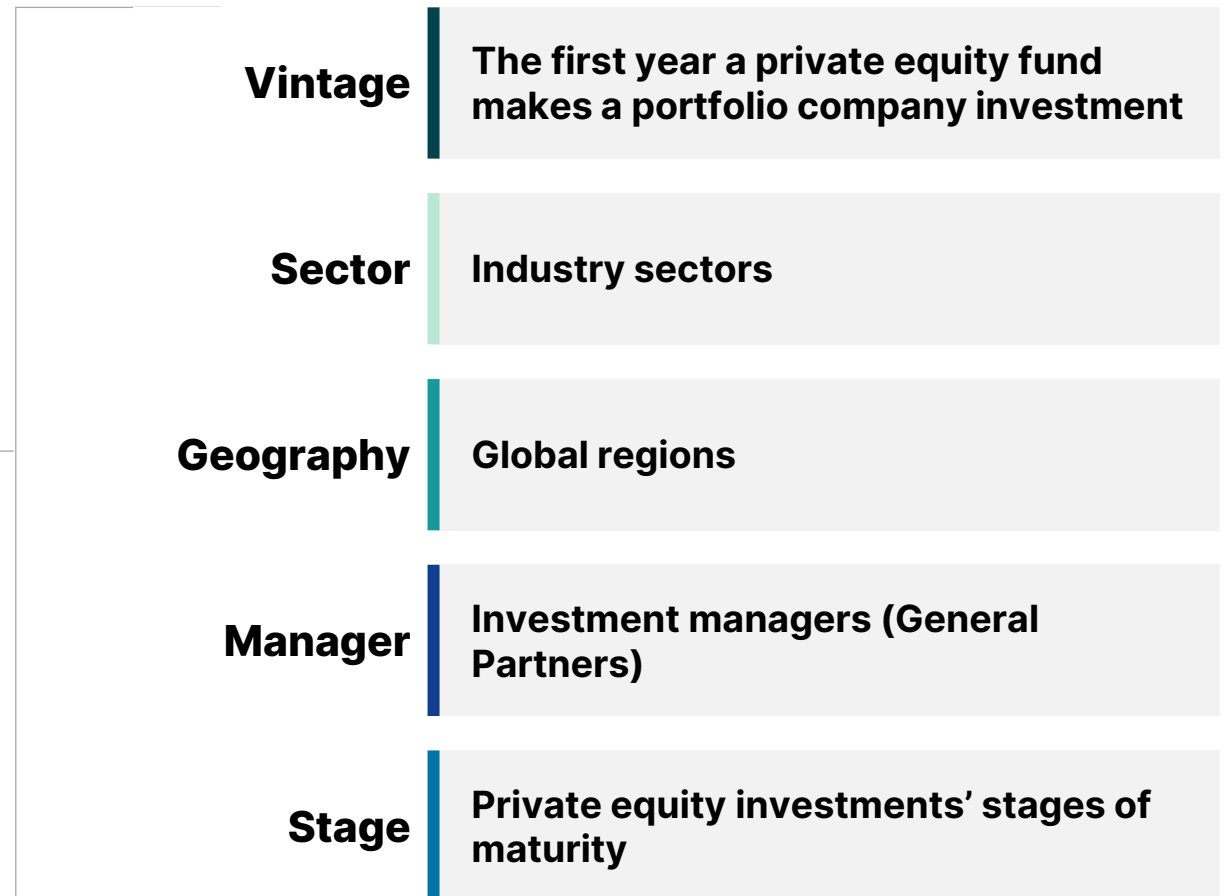 Vintage
The first year a private equity fund
makes a portfolio company investment
Sector
Industry sectors
Geography
Global regions
Manager
Investment managers (General
Partners)
Stage
Private equity investments’ stages of
maturity